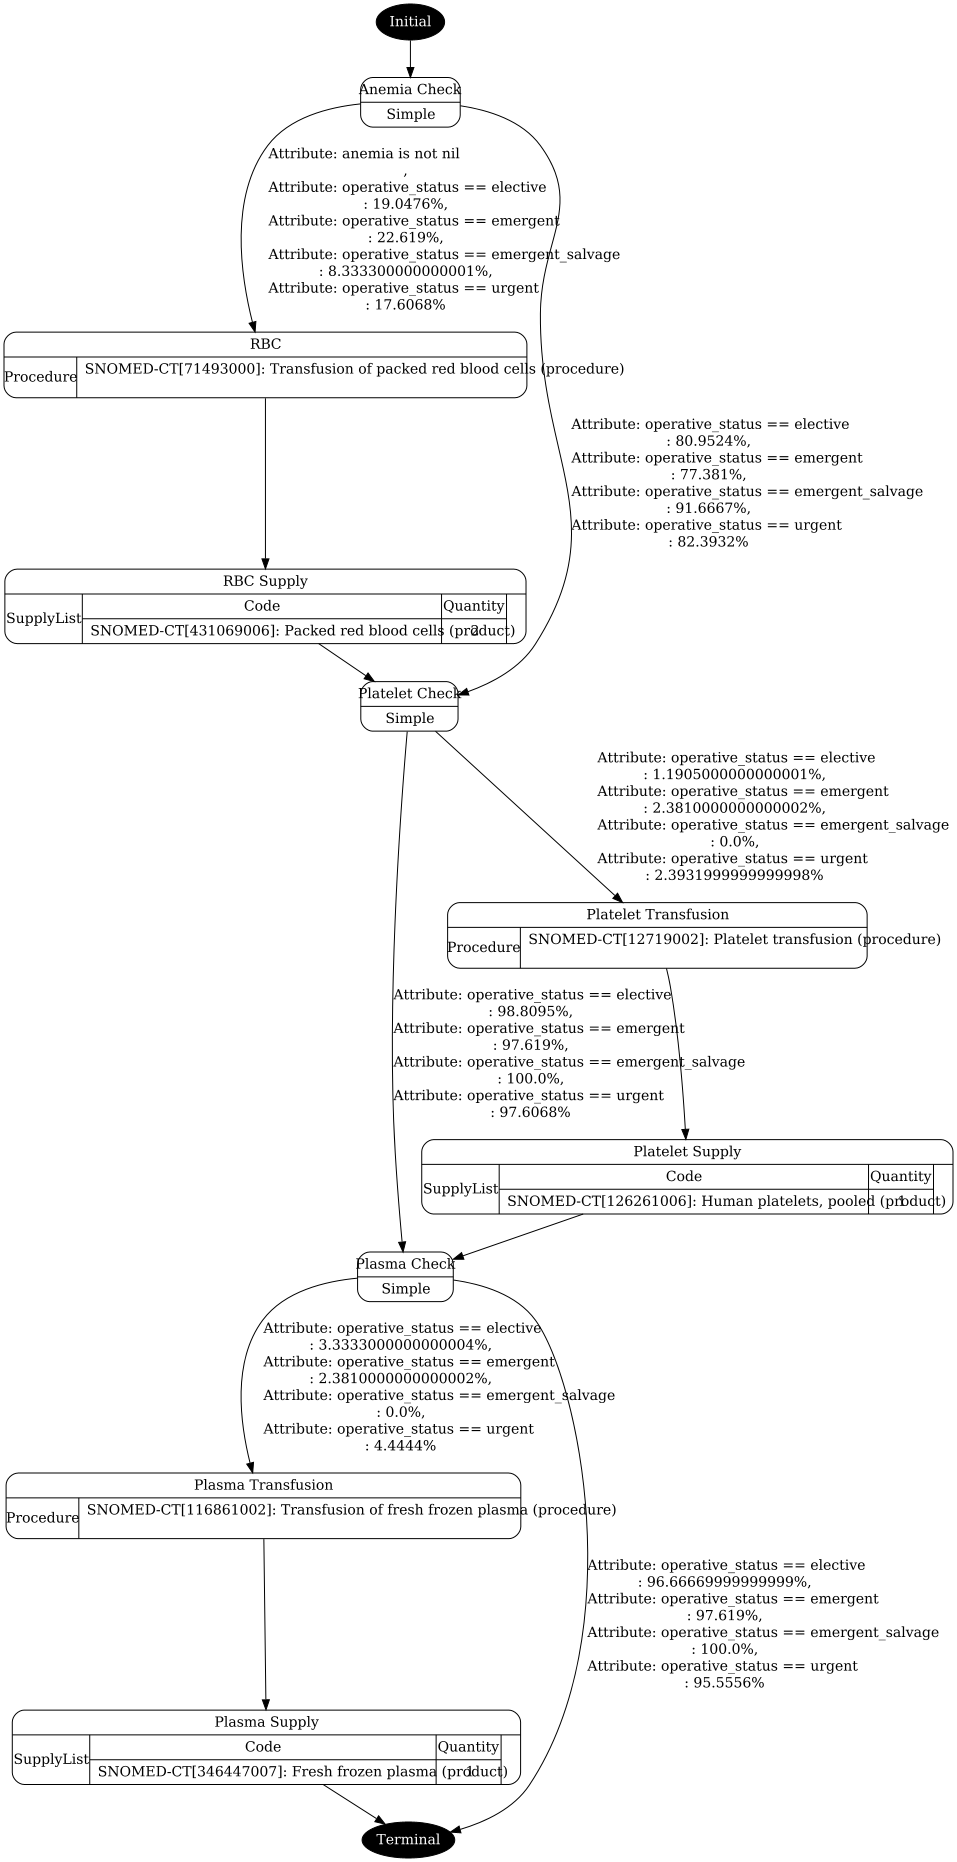 Initial
Anemia Check
Simple
Attribute: anemia is not nil
,
Attribute: operative_status == elective
: 19.0476%,
Attribute: operative_status == emergent
: 22.619%,
Attribute: operative_status == emergent_salvage
: 8.333300000000001%,
Attribute: operative_status == urgent
: 17.6068%
RBC
Procedure
SNOMED-CT[71493000]: Transfusion of packed red blood cells (procedure)
Attribute: operative_status == elective
: 80.9524%,
Attribute: operative_status == emergent
: 77.381%,
Attribute: operative_status == emergent_salvage
: 91.6667%,
Attribute: operative_status == urgent
: 82.3932%
RBC Supply
SupplyList
Code
Quantity
SNOMED-CT[431069006]: Packed red blood cells (product)
2
Platelet Check
Simple
Attribute: operative_status == elective
: 1.1905000000000001%,
Attribute: operative_status == emergent
: 2.3810000000000002%,
Attribute: operative_status == emergent_salvage
: 0.0%,
Attribute: operative_status == urgent
: 2.3931999999999998%
Platelet Transfusion
Procedure
SNOMED-CT[12719002]: Platelet transfusion (procedure)
Attribute: operative_status == elective
: 98.8095%,
Attribute: operative_status == emergent
: 97.619%,
Attribute: operative_status == emergent_salvage
: 100.0%,
Attribute: operative_status == urgent
: 97.6068%
Platelet Supply
SupplyList
Code
Quantity
SNOMED-CT[126261006]: Human platelets, pooled (product)
1
Plasma Check
Simple
Attribute: operative_status == elective
: 3.3333000000000004%,
Attribute: operative_status == emergent
: 2.3810000000000002%,
Attribute: operative_status == emergent_salvage
: 0.0%,
Attribute: operative_status == urgent
: 4.4444%
Plasma Transfusion
Procedure
SNOMED-CT[116861002]: Transfusion of fresh frozen plasma (procedure)
Attribute: operative_status == elective
: 96.66669999999999%,
Attribute: operative_status == emergent
: 97.619%,
Attribute: operative_status == emergent_salvage
: 100.0%,
Attribute: operative_status == urgent
: 95.5556%
Plasma Supply
SupplyList
Code
Quantity
SNOMED-CT[346447007]: Fresh frozen plasma (product)
1
Terminal